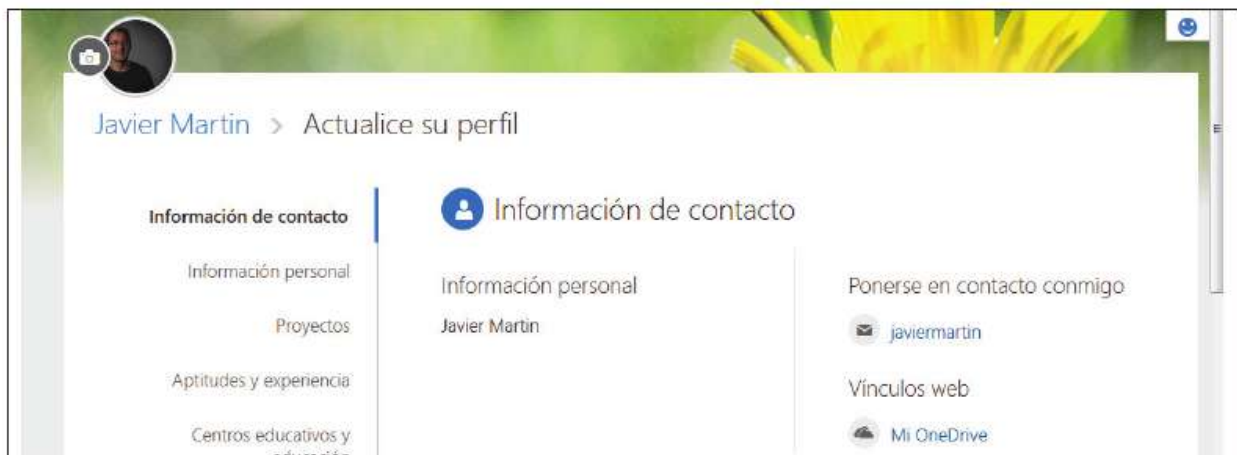 Javier Martin > Actualice su perfil
Información de contacto
Información personal
Proyectos
Aptitudes y experiencia
Centros educativos y
educación
Información de contacto
Información personal
Javier Martin
Ponerse en contacto conmigo
javiermartin
Vínculos web
Mi OneDrive